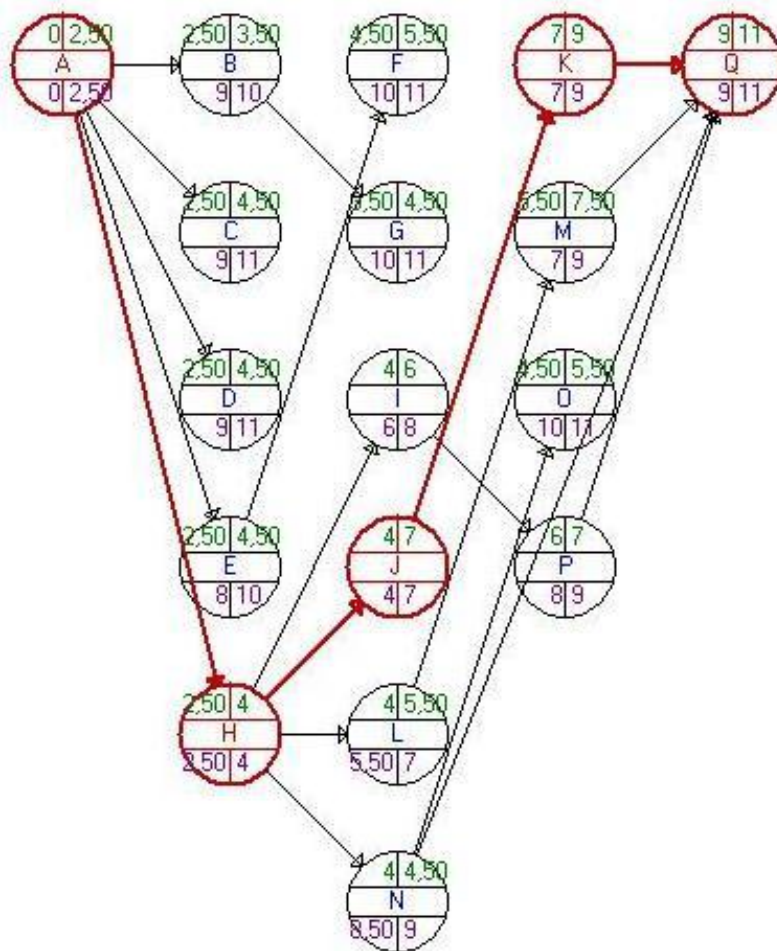 0 2,50 2,50 3,50 4,50 5,50 7 9 9 11
A B F K Q
0 2,50 9 10 10 11 7 9 9 11
2,50 4,50 3,50 4,50 5,50 7,50
C G M
9 11 10 11 7 9
2,50 4,50 4 6 4,50 5,50
D I O
9 11 6 8 10 11
2,50 4,50 4 7 6 7
E J P
8 10 4 7 8 9
2,50 4 4 5,50
H L
2,50 4 5,50 7
4 4,50
N
8,50 9